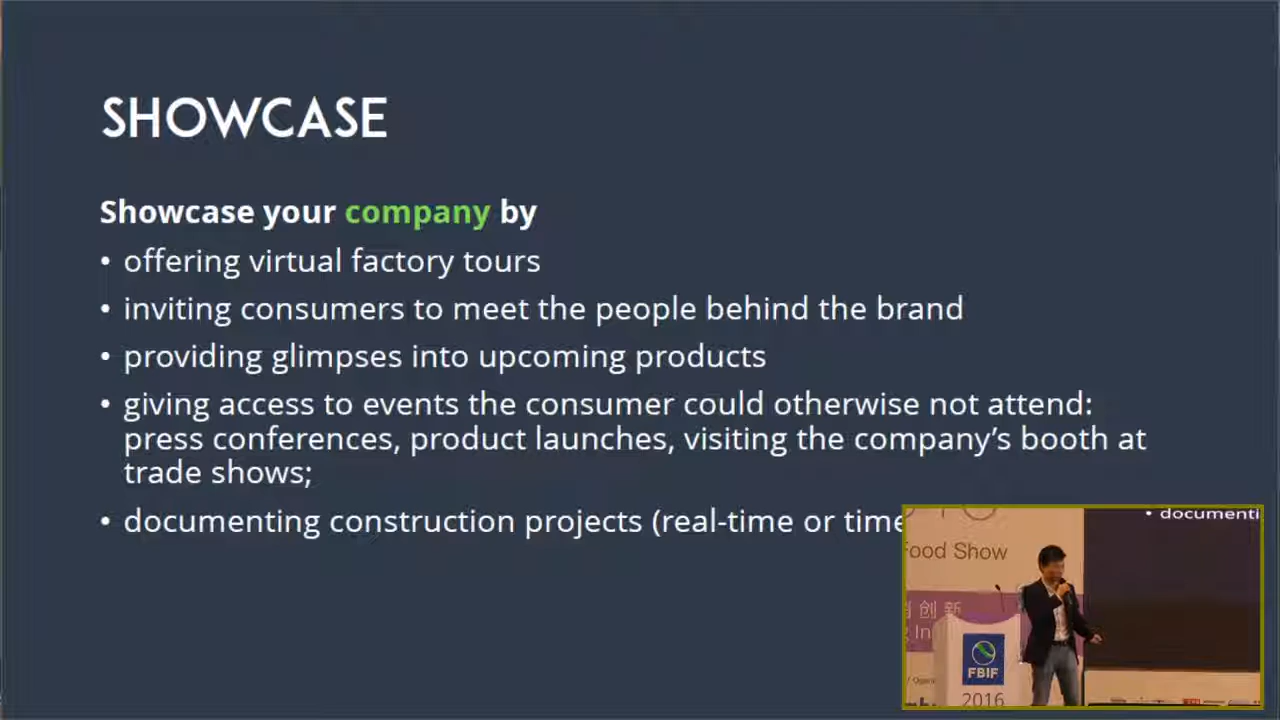 SHOWCASE
Showcase your company by
• offering virtual factory tours
• inviting consumers to meet the people behind the brand
• providing glimpses into upcoming products
• giving access to events the consumer could otherwise not attend:
press conferences, product launches, visiting the company’s booth at
trade shows;
• documenting construction projects (real-time or time
• documenti
Food Show
创新
FBIF
2016